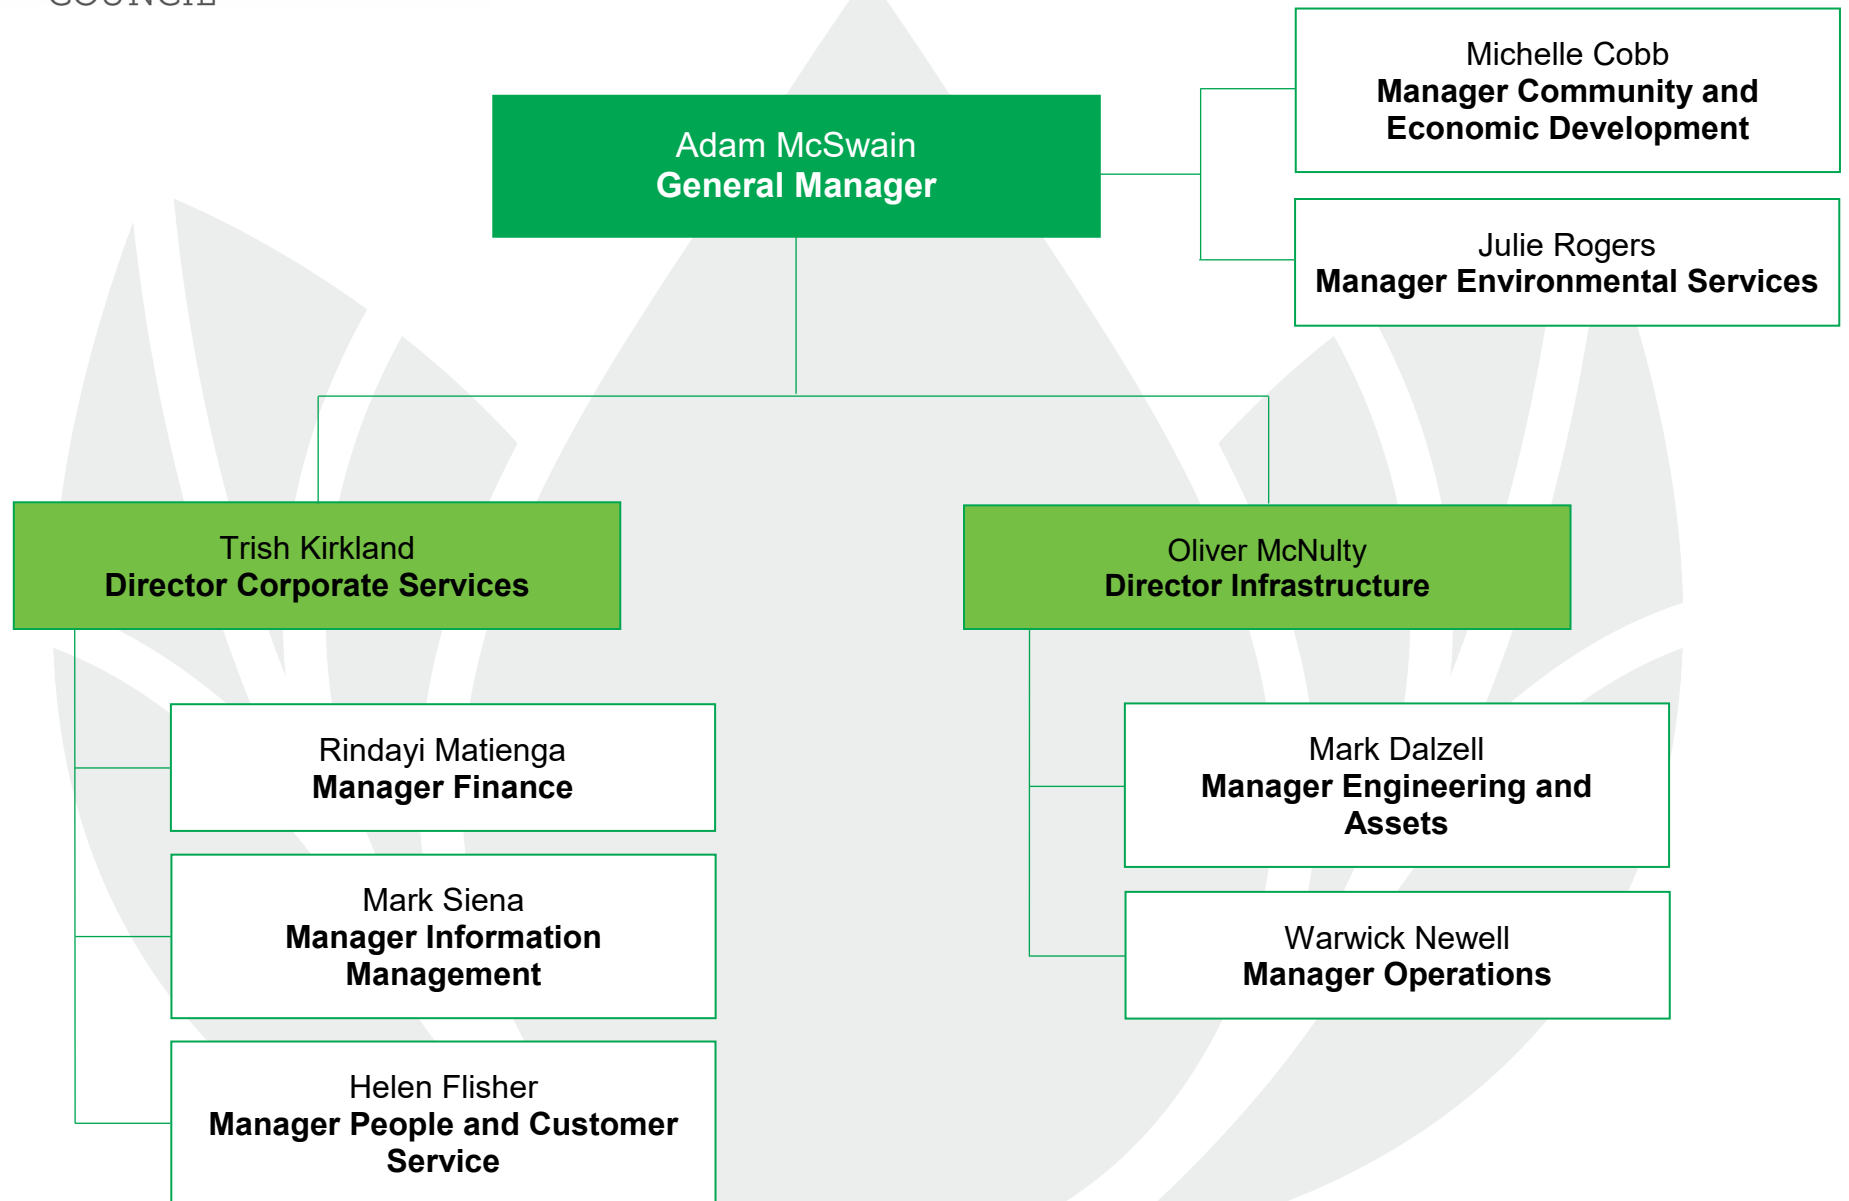 COUNCIL
Michelle Cobb
Manager Community and
Economic Development
Adam McSwain
General Manager
Julie Rogers
Manager Environmental Services
Trish Kirkland
Director Corporate Services
Oliver McNulty
Director Infrastructure
Rindayi Matienga
Manager Finance
Mark Siena
Manager Information
Management
Helen Flisher
Manager People and Customer
Service
Mark Dalzell
Manager Engineering and
Assets
Warwick Newell
Manager Operations